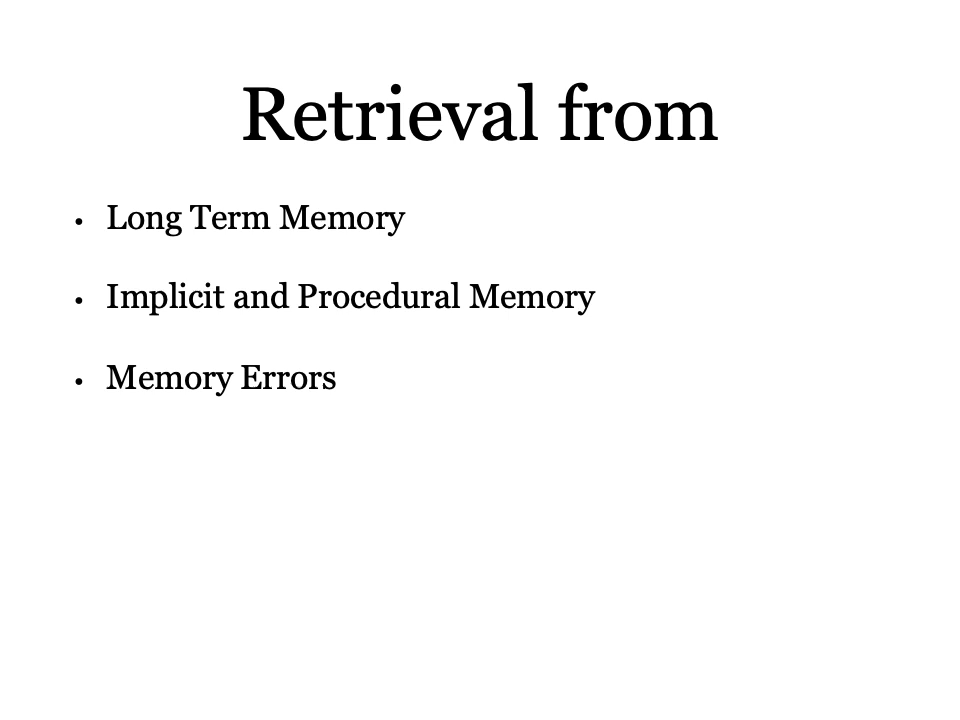 Retrieval from
• Long Term Memory
• Implicit and Procedural Memory
• Memory Errors